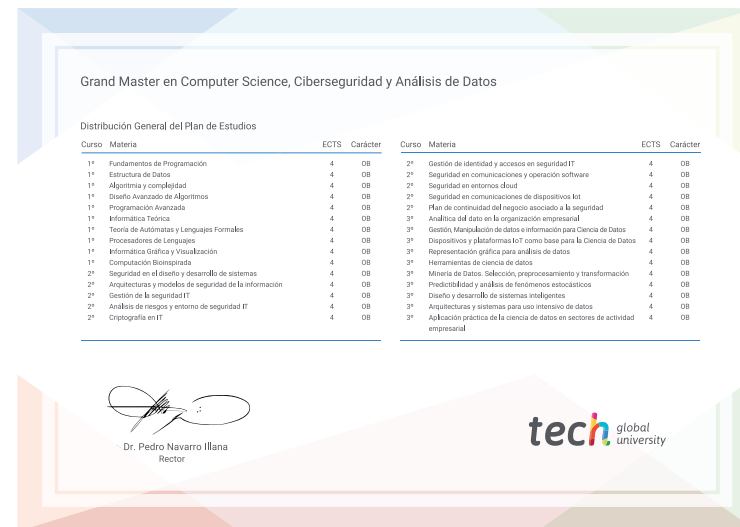 Grand Master en Computer Science, Ciberseguridad y Análisis de Datos
Distribución General del Plan de Estudios
Curso Materia ECTS Carácter
1º Fundamentos de Programación 4 OB
1º Estructura de Datos 4 OB
1º Algoritmia y complejidad 4 OB
1º Diseño Avanzado de Algoritmos 4 OB
1º Programación Avanzada 4 OB
1º Informática Teórica 4 OB
1º Teoría de Autómatas y Lenguajes Formales 4 OB
1º Procesadores de Lenguajes 4 OB
1º Informática Gráfica y Visualización 4 OB
1º Computación Bioinspirada 4 OB
2º Seguridad en el diseño y desarrollo de sistemas 4 OB
2º Arquitecturas y modelos de seguridad de la información 4 OB
2º Gestión de la seguridad IT 4 OB
2º Análisis de riesgos y entorno de seguridad IT 4 OB
2º Criptografía en IT 4 OB
Curso Materia ECTS Carácter
2º Gestión de identidad y accesos en seguridad IT 4 OB
2º Seguridad en comunicaciones y operación software 4 OB
2º Seguridad en entornos cloud 4 OB
2º Seguridad en comunicaciones de dispositivos Iot 4 OB
2º Plan de continuidad del negocio asociado a la seguridad 4 OB
3º Analítica del dato en la organización empresarial 4 OB
3º Gestión, Manipulación de datos e información para Ciencia de Datos 4 OB
3º Dispositivos y plataformas IoT como base para la Ciencia de Datos 4 OB
3º Representación gráfica para análisis de datos 4 OB
3º Herramientas de ciencia de datos 4 OB
3º Minería de Datos. Selección, preprocesamiento y transformación 4 OB
3º Predictibilidad y análisis de fenómenos estocásticos 4 OB
3º Diseño y desarrollo de sistemas inteligentes 4 OB
3º Arquitecturas y sistemas para uso intensivo de datos 4 OB
3º Aplicación práctica de la ciencia de datos en sectores de actividad 4 OB
empresarial
Dr. Pedro Navarro Illana
Rector
tech global
university